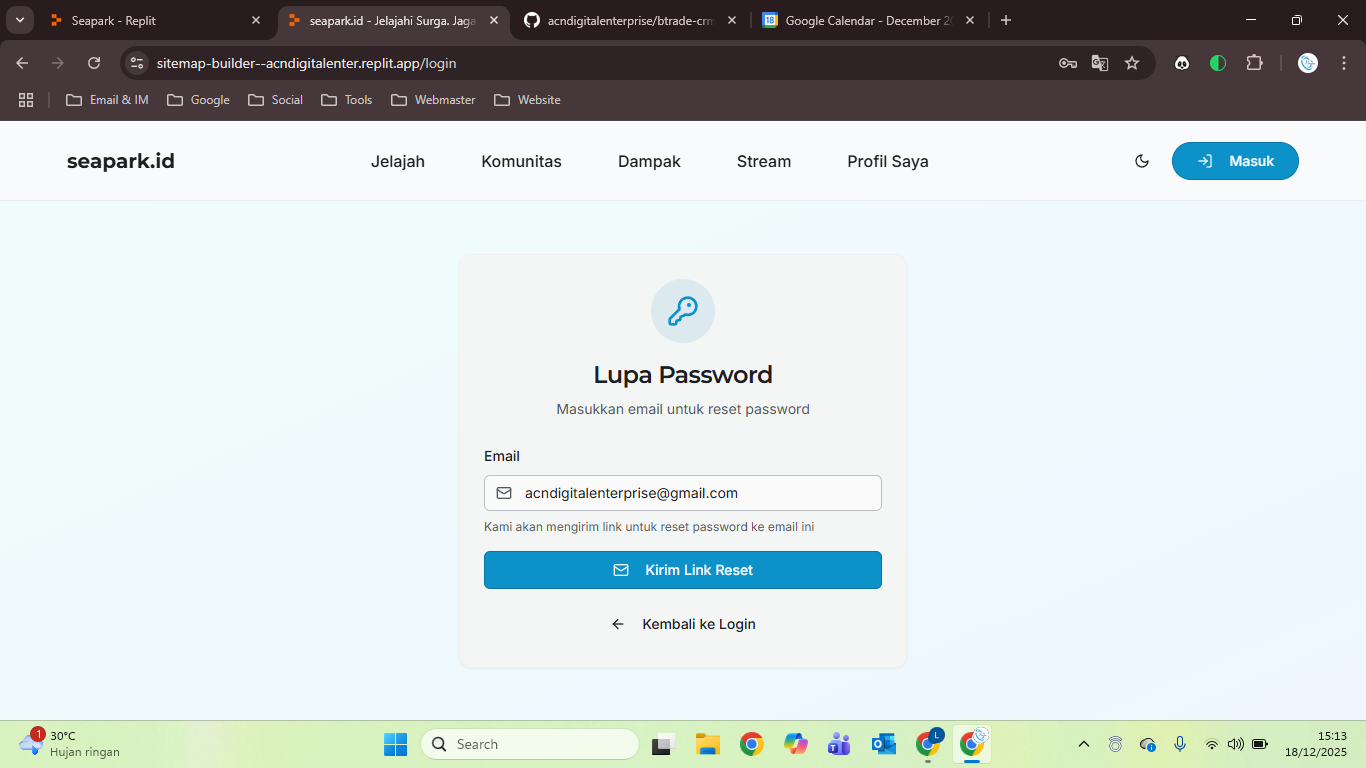 Seapark - Replit
seapark.id - Jelajahi Surga. Jaga
acndigitalenterprise/btrade-crm
18
Google Calendar - December 20
sitemap-builder--acndigitalenter.replit.app/login
Email & IM
Google
Social
Tools
Webmaster
Website
seapark.id
Jelajah
Komunitas
Dampak
Stream
Profil Saya
Masuk
Lupa Password
Masukkan email untuk reset password
Email
acndigitalenterprise@gmail.com
Kami akan mengirim link untuk reset password ke email ini
Kirim Link Reset
Kembali ke Login
1
30°C
Hujan ringan
Search
L
15:13
18/12/2025